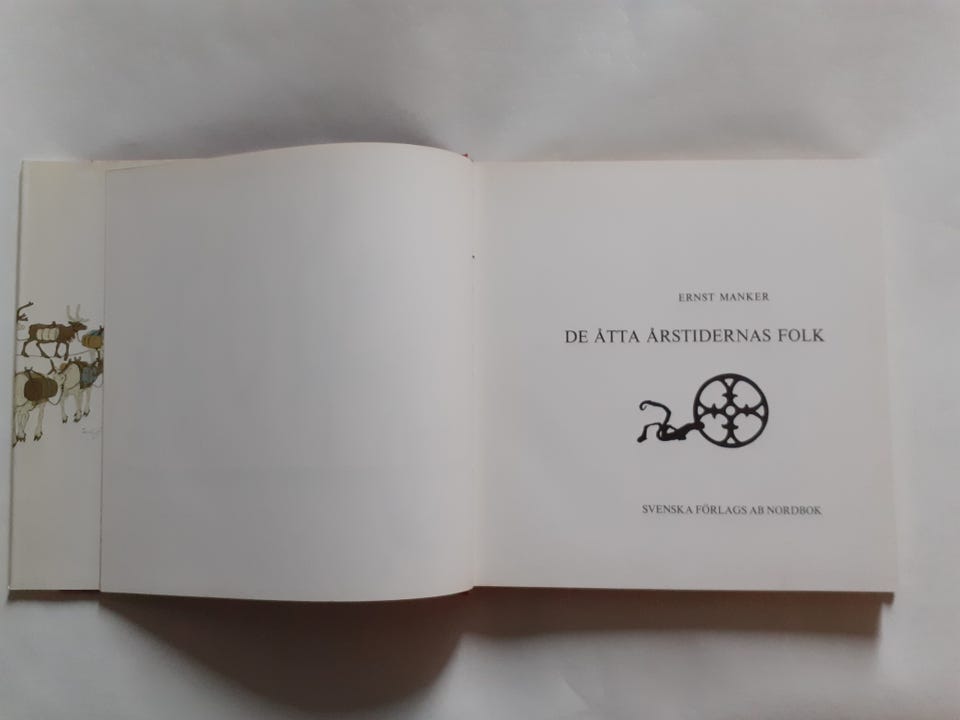 ERNST MANKER
DE ÅTTA ÅRSTIDERNAS FOLK
SVENSKA FÖRLAGS AB NORDBOK